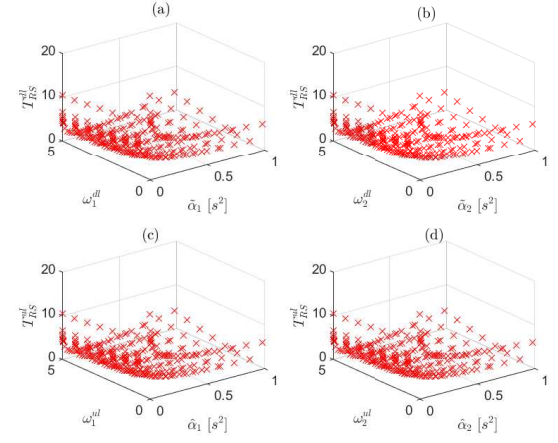 (a)
20
10
0
5
0
0
0.5
1
T_{RS}^{dl}
ω_1^{dl}
α̃_1 [s^2]
(b)
20
10
0
5
0
0
0.5
1
T_{RS}^{dl}
ω_2^{dl}
α̃_2 [s^2]
(c)
20
10
0
5
0
0
0.5
1
T_{RS}^{ul}
ω_1^{ul}
α̂_1 [s^2]
(d)
20
10
0
5
0
0
0.5
1
T_{RS}^{ul}
ω_2^{ul}
α̂_2 [s^2]